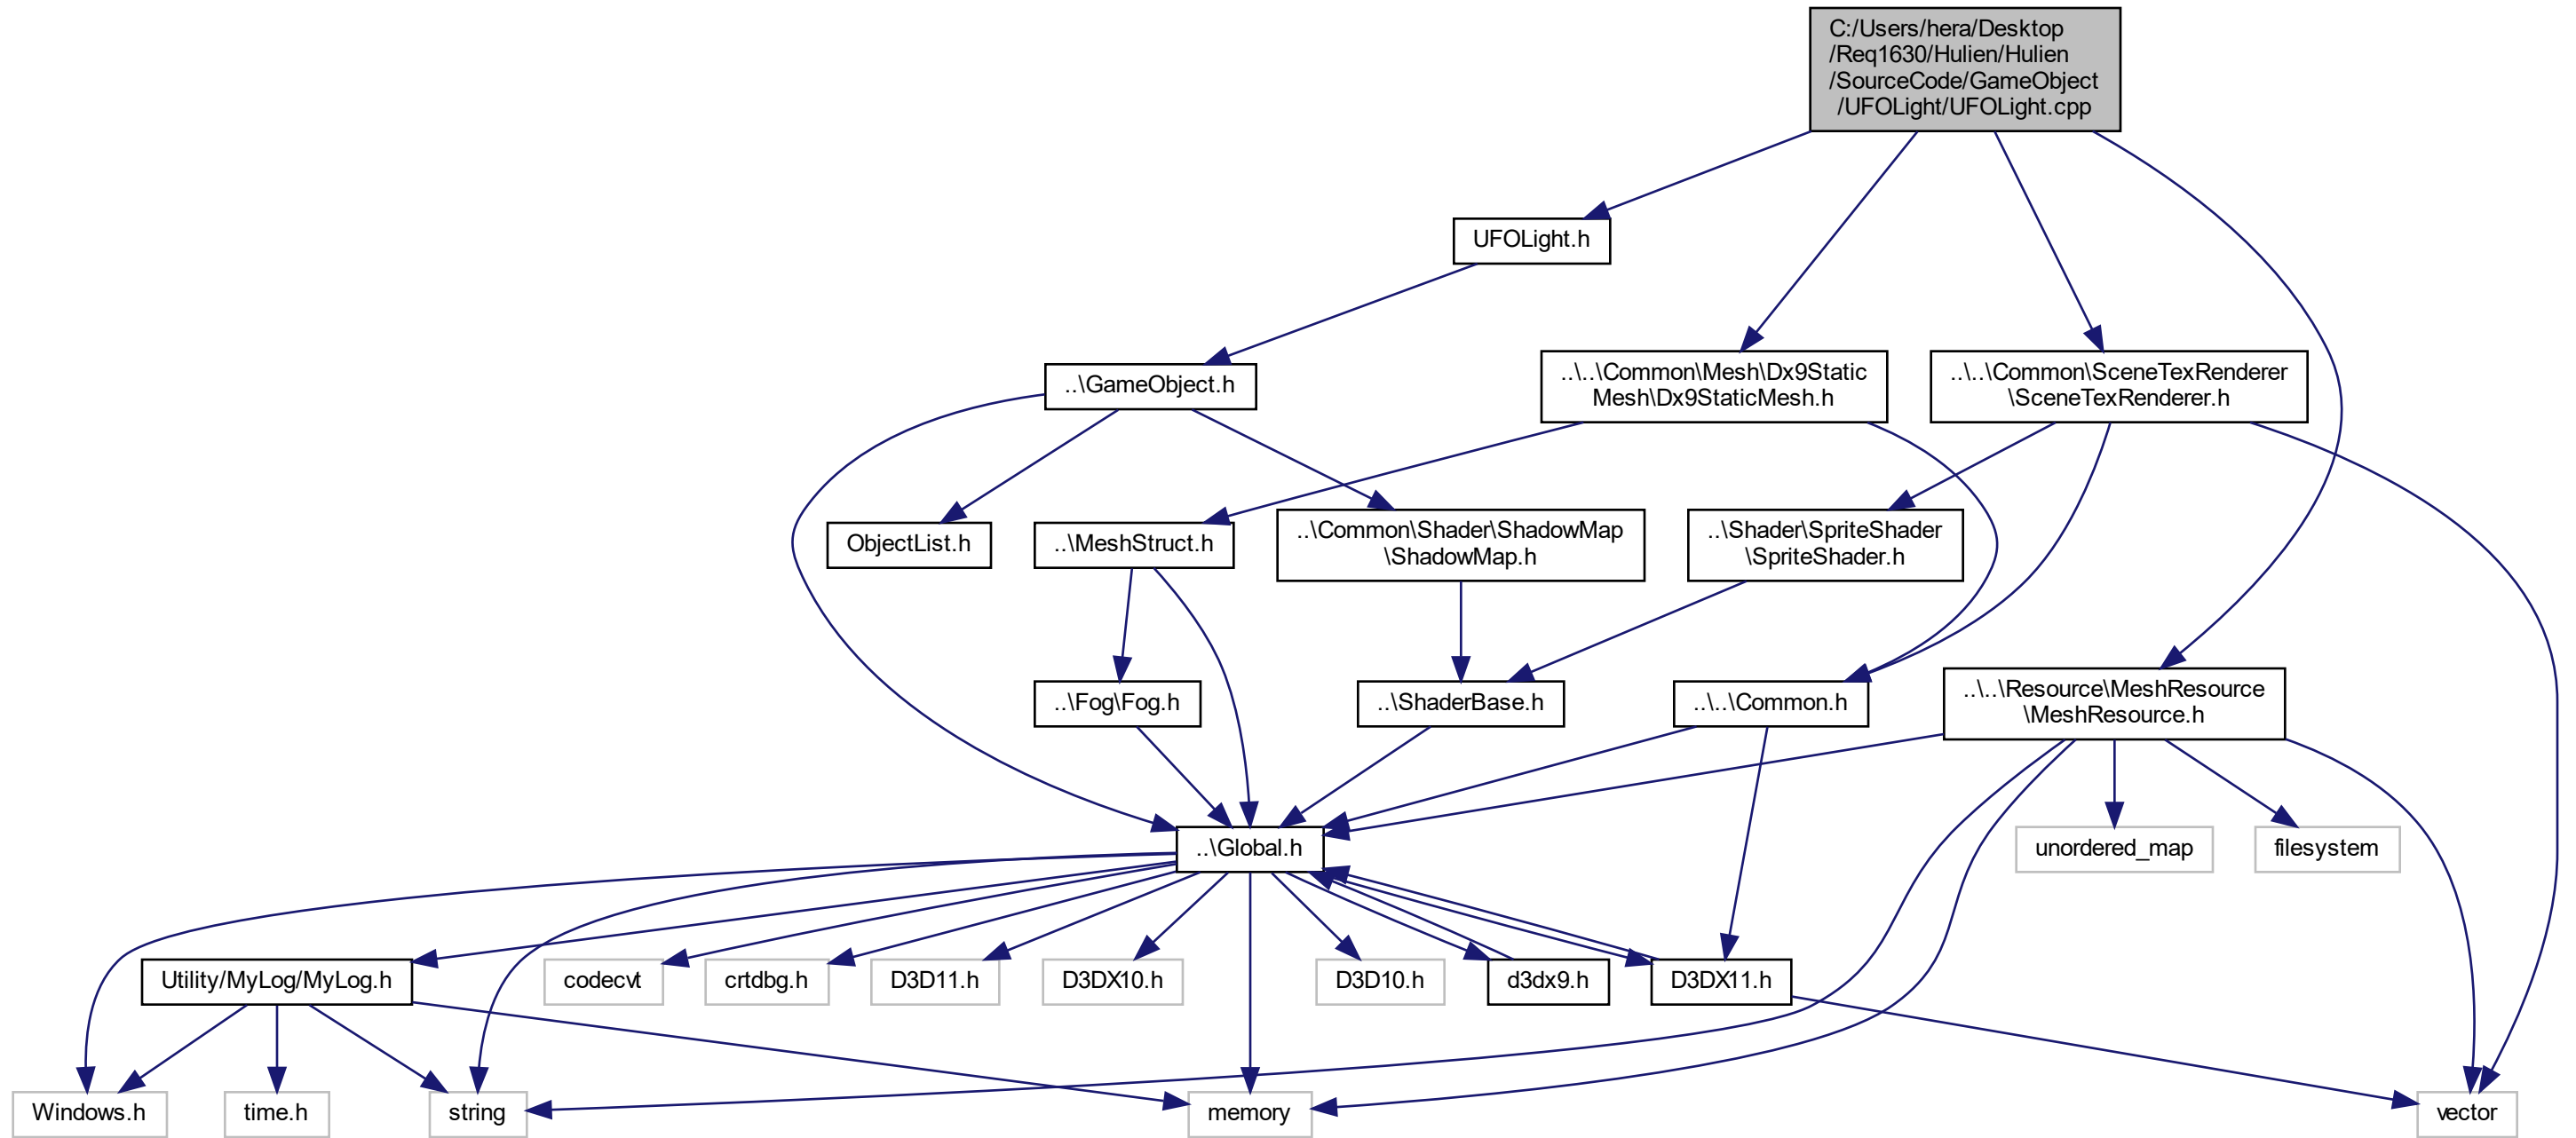 C:/Users/hera/Desktop
/Req1630/Hulien/Hulien
/SourceCode/GameObject
/UFOLight/UFOLight.cpp
UFOLight.h
..\GameObject.h
..\..\Common\Mesh\Dx9Static
Mesh\Dx9StaticMesh.h
..\..\Common\SceneTexRenderer
\SceneTexRenderer.h
ObjectList.h
..\MeshStruct.h
..\Common\Shader\ShadowMap
\ShadowMap.h
..\Shader\SpriteShader
\SpriteShader.h
..\Fog\Fog.h
..\ShaderBase.h
..\..\Common.h
..\..\Resource\MeshResource
\MeshResource.h
..\Global.h
unordered_map
filesystem
Utility/MyLog/MyLog.h
codecvt
crtdbg.h
D3D11.h
D3DX10.h
D3D10.h
d3dx9.h
D3DX11.h
Windows.h
time.h
string
memory
vector